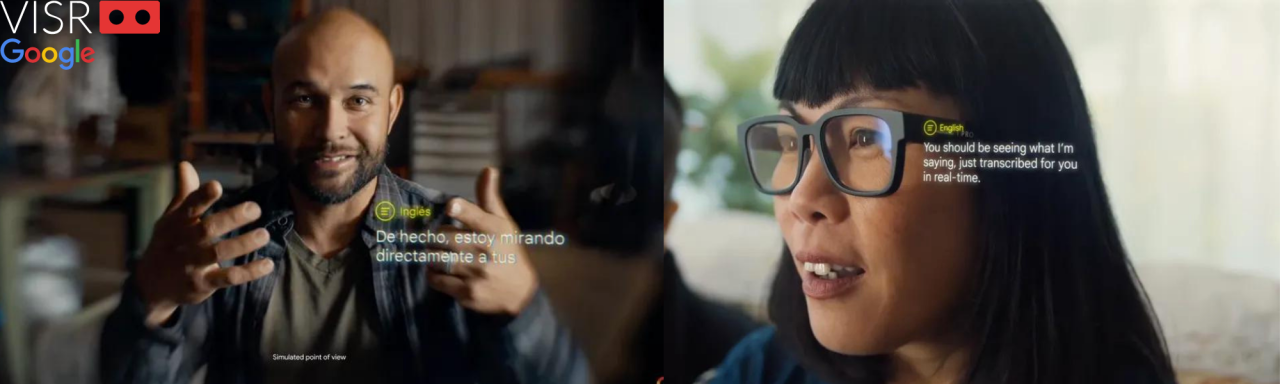 VISR
Google
Inglés
De hecho, estoy mirando
directamente a tus
Simulated point of view
English
You should be seeing what I'm
saying, just transcribed for you
in real-time.